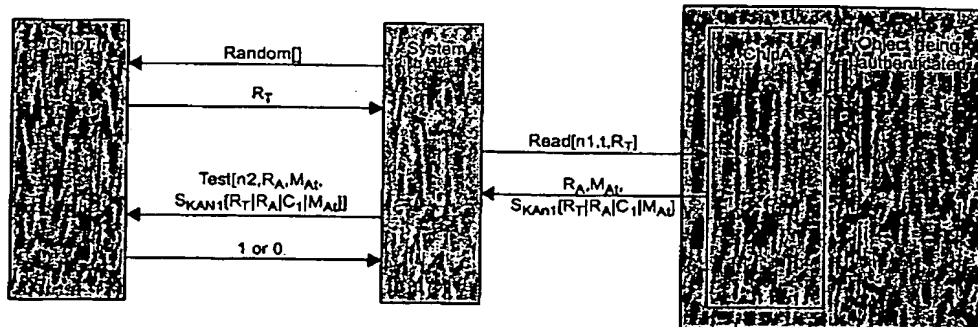 ChipT
System
ChipA
Object being
authenticated
Random[]
R_T
Read[n1,t,R_T]
R_A,M_At,
S_KAn1[R_T|R_A|C_1|M_At]
Test[n2,R_A,M_At,
S_KAN1[R_T|R_A|C_1|M_At]]
1 or 0.